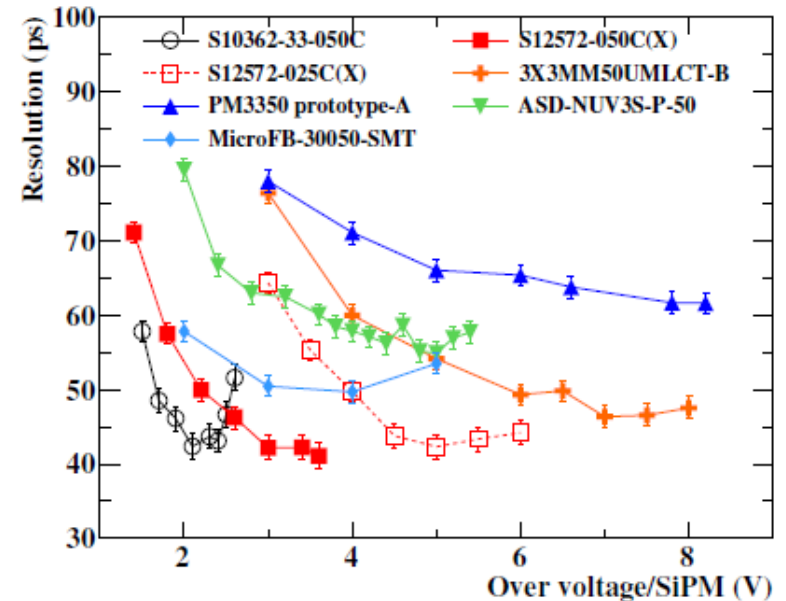 Resolution (ps)
100
90
80
70
60
50
40
30
S10362-33-050C
S12572-050C(X)
S12572-025C(X)
3X3MM50UMLCT-B
PM3350 prototype-A
ASD-NUV3S-P-50
MicroFB-30050-SMT
2 4 6 8
Over voltage/SiPM (V)